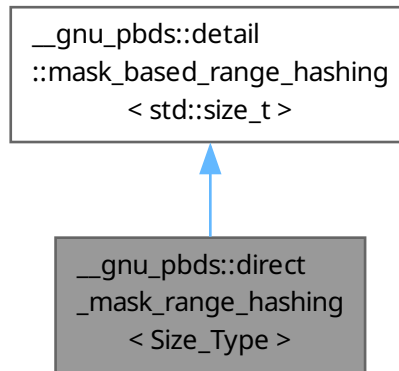 __gnu_pbds::detail
::mask_based_range_hashing
< std::size_t >
__gnu_pbds::direct
_mask_range_hashing
< Size_Type >